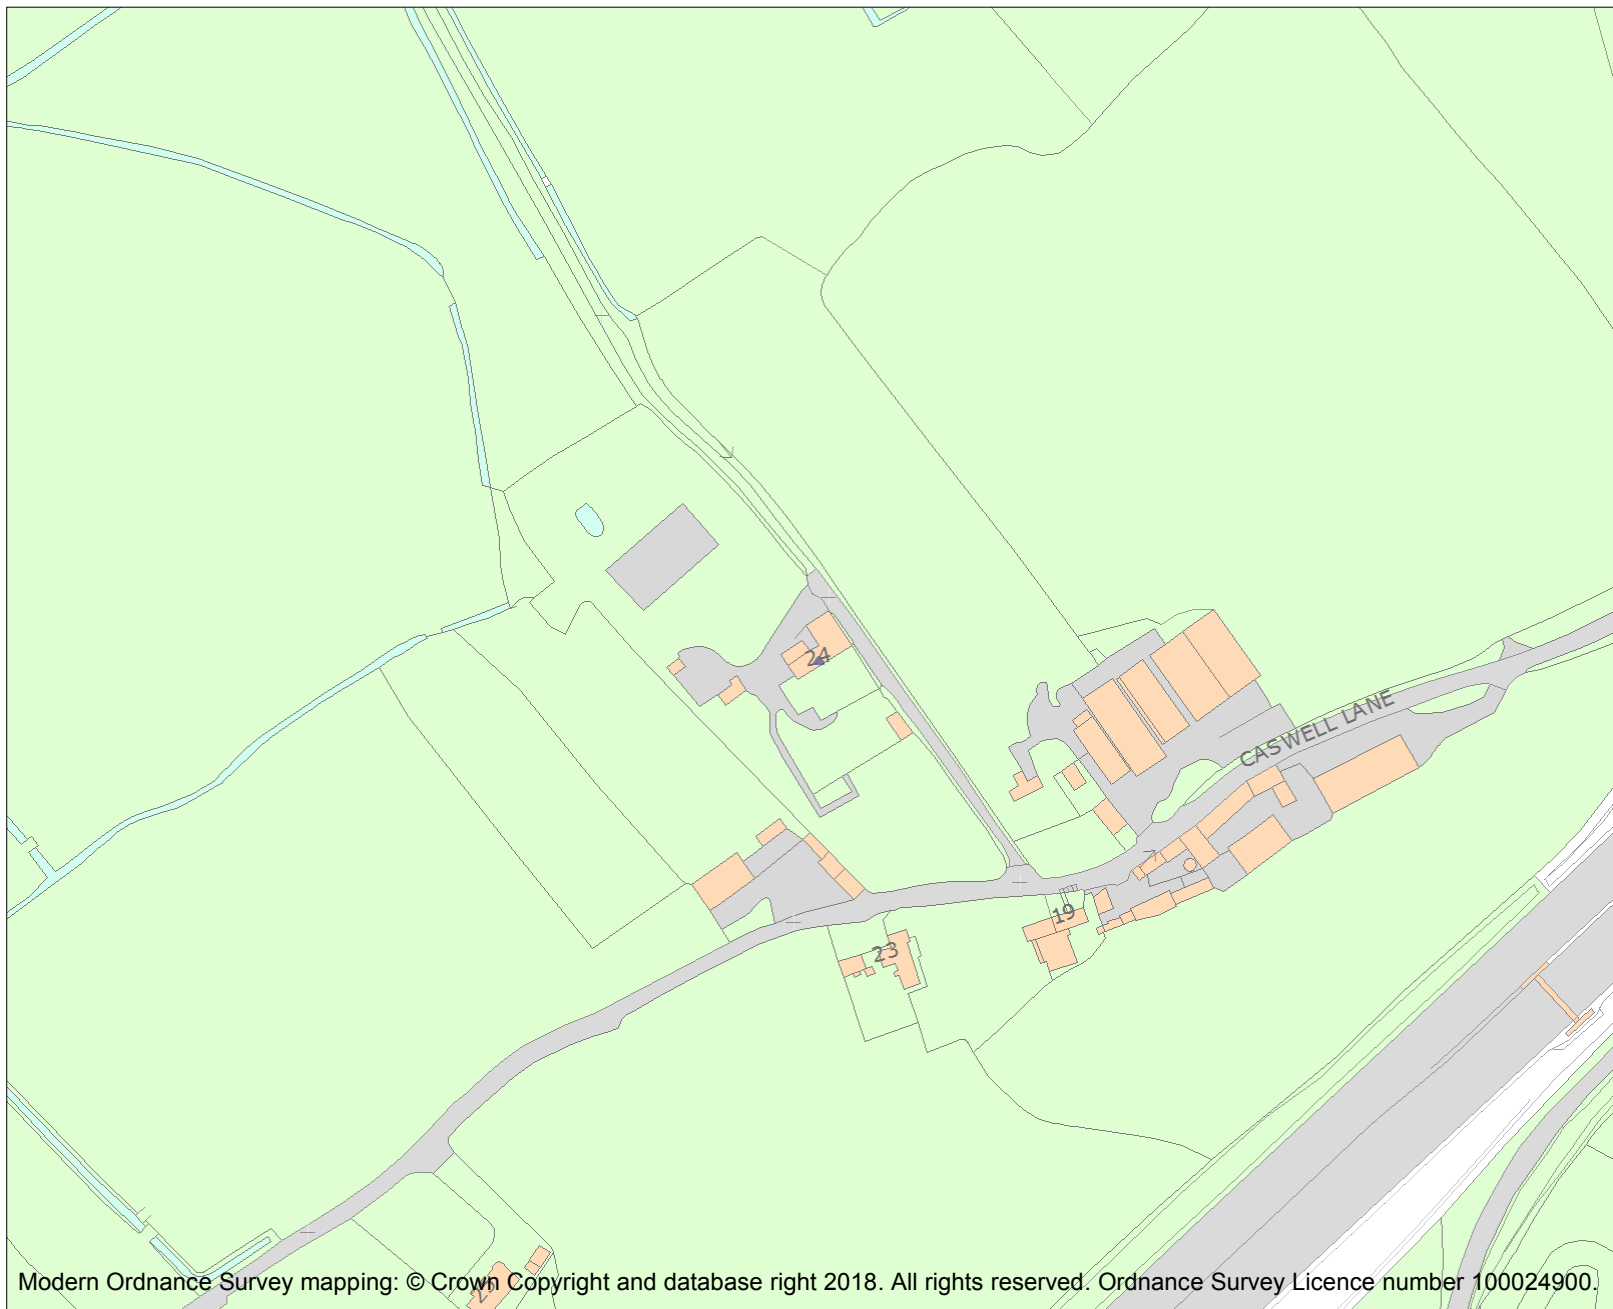 24
CASWELL LANE
19
23
Modern Ordnance Survey mapping: © Crown Copyright and database right 2018. All rights reserved. Ordnance Survey Licence number 100024900.